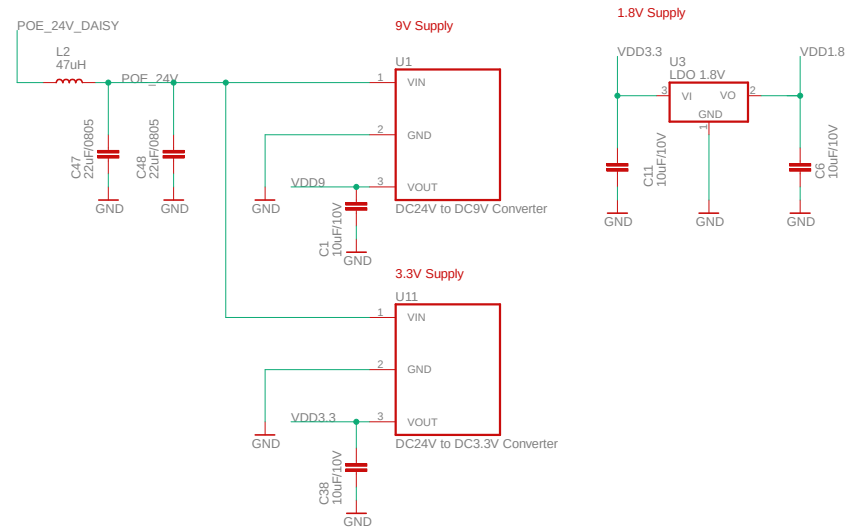 POE_24V_DAISY
L2
47uH
POE_24V
C47
22uF/0805
C48
22uF/0805
GND
GND
9V Supply
U1
1
VIN
2
GND
3
VOUT
VDD9
DC24V to DC9V Converter
GND
C1
10uF/10V
GND
3.3V Supply
U11
1
VIN
2
GND
3
VOUT
VDD3.3
DC24V to DC3.3V Converter
GND
C38
10uF/10V
GND
1.8V Supply
VDD3.3
U3
LDO 1.8V
VDD1.8
3
VI
VO
2
GND
1
C11
10uF/10V
C6
10uF/10V
GND
GND
GND